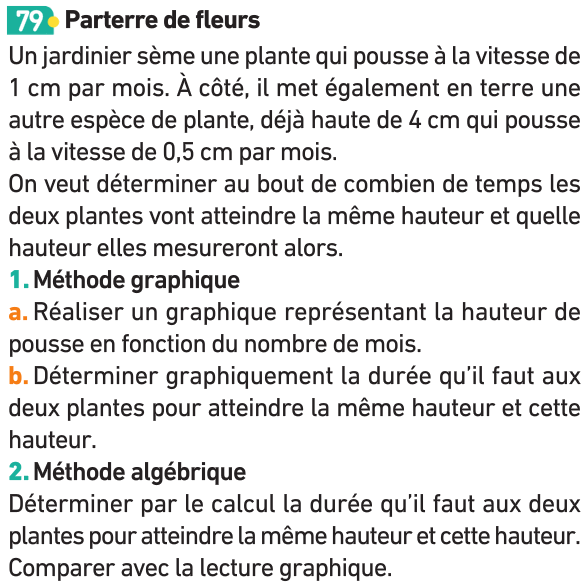 79 Parterre de fleurs
Un jardinier sème une plante qui pousse à la vitesse de
1 cm par mois. À côté, il met également en terre une
autre espèce de plante, déjà haute de 4 cm qui pousse
à la vitesse de 0,5 cm par mois.
On veut déterminer au bout de combien de temps les
deux plantes vont atteindre la même hauteur et quelle
hauteur elles mesureront alors.
1. Méthode graphique
a. Réaliser un graphique représentant la hauteur de
pousse en fonction du nombre de mois.
b. Déterminer graphiquement la durée qu’il faut aux
deux plantes pour atteindre la même hauteur et cette
hauteur.
2. Méthode algébrique
Déterminer par le calcul la durée qu’il faut aux deux
plantes pour atteindre la même hauteur et cette hauteur.
Comparer avec la lecture graphique.